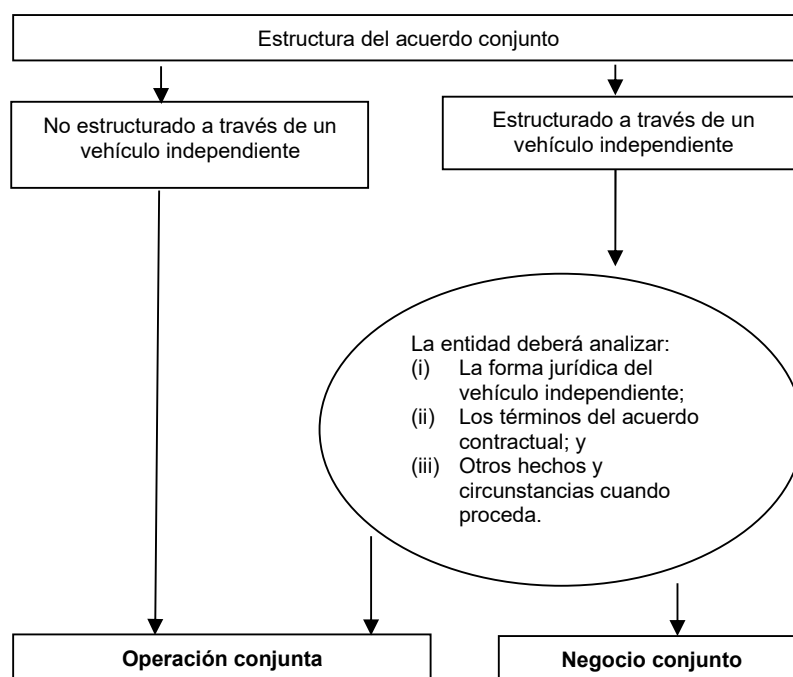 Estructura del acuerdo conjunto
No estructurado a través de un
vehículo independiente
Estructurado a través de un
vehículo independiente
La entidad deberá analizar:
(i) La forma jurídica del
vehículo independiente;
(ii) Los términos del acuerdo
contractual; y
(iii) Otros hechos y
circunstancias cuando
proceda.
Operación conjunta
Negocio conjunto